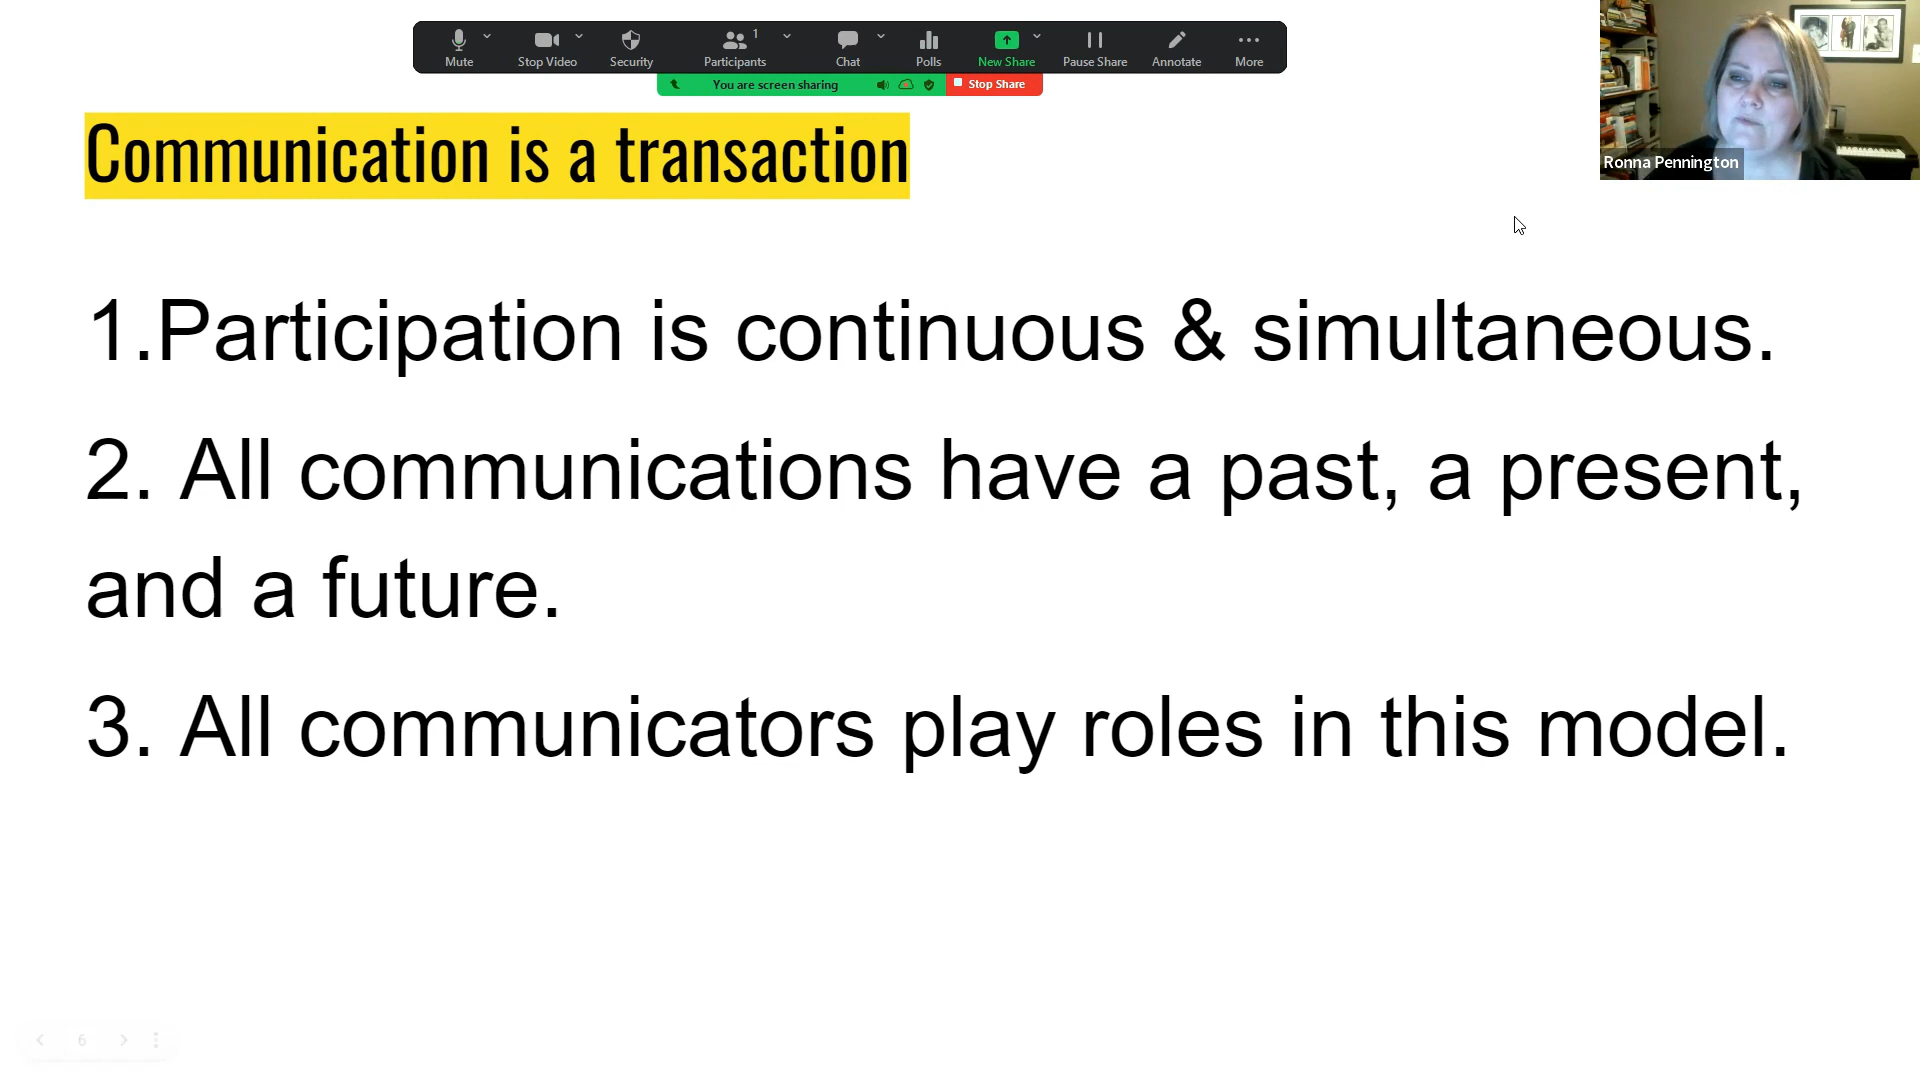 1
Mute
Stop Video
Security
Participants
Chat
Polls
New Share
Pause Share
Annotate
More
You are screen sharing
Stop Share
Ronna Pennington
Communication is a transaction
1.Participation is continuous & simultaneous.
2. All communications have a past, a present,
and a future.
3. All communicators play roles in this model.
6